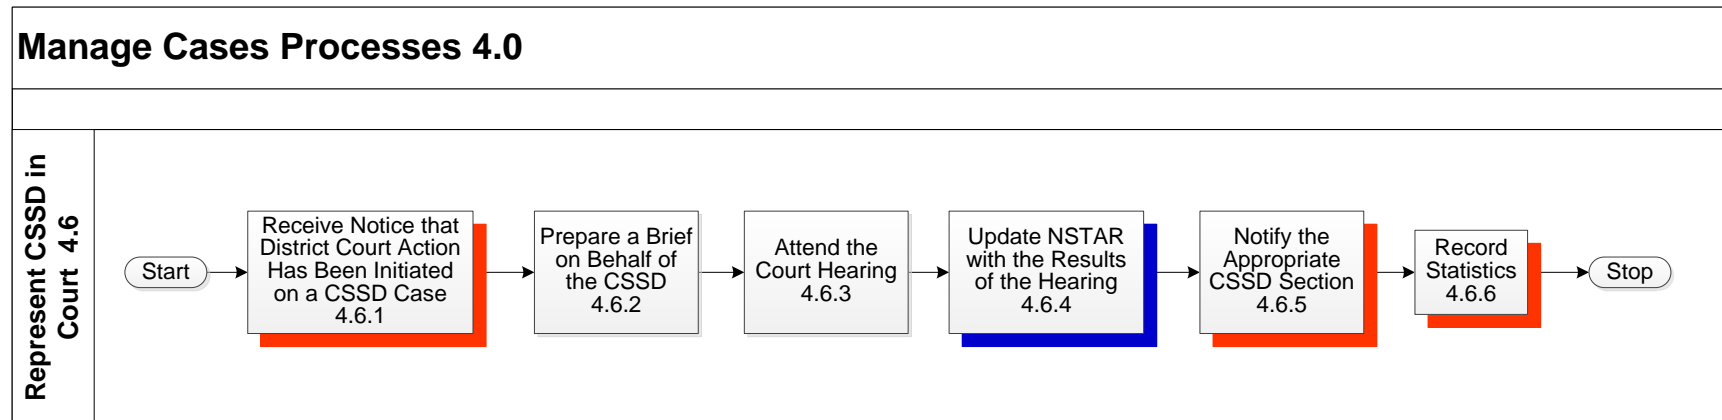 Manage Cases Processes 4.0
Represent CSSD in
Court 4.6
Start
Receive Notice that
District Court Action
Has Been Initiated
on a CSSD Case
4.6.1
Prepare a Brief
on Behalf of
the CSSD
4.6.2
Attend the
Court Hearing
4.6.3
Update NSTAR
with the Results
of the Hearing
4.6.4
Notify the
Appropriate
CSSD Section
4.6.5
Record
Statistics
4.6.6
Stop